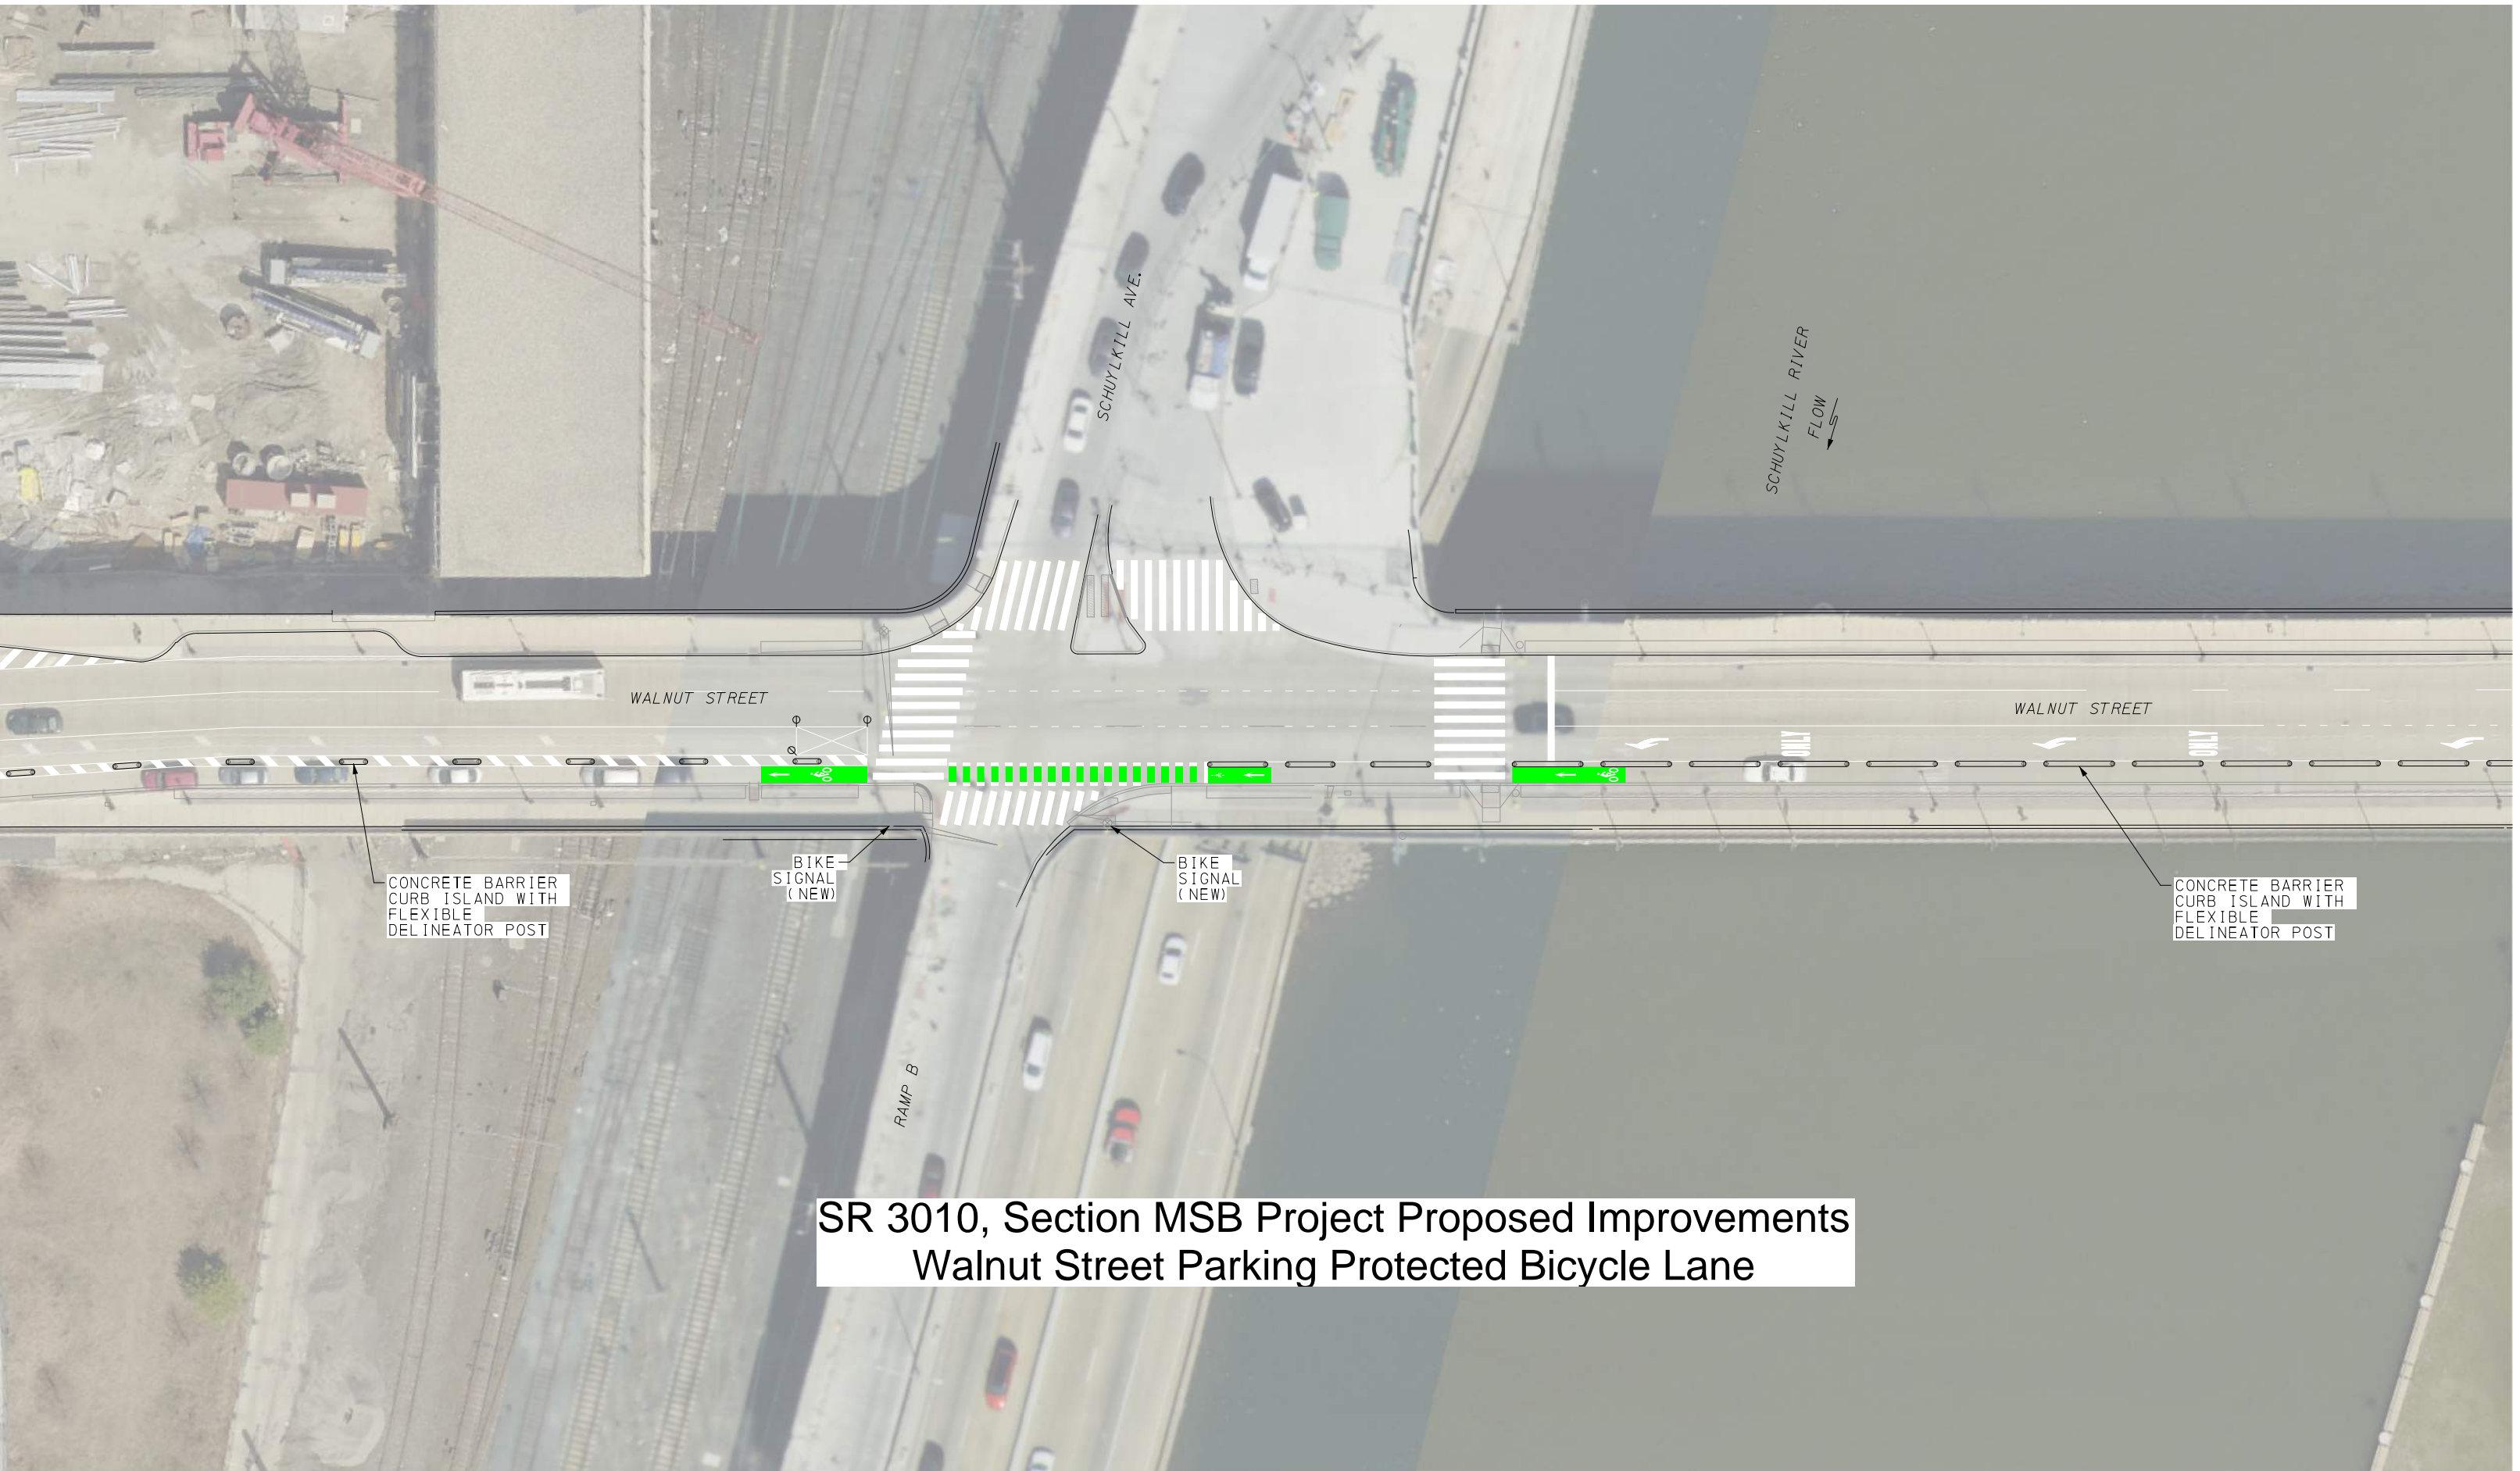 SCHUYLKILL AVE.
SCHUYLKILL RIVER
FLOW
WALNUT STREET
WALNUT STREET
ONLY
ONLY
BIKE
SIGNAL
(NEW)
BIKE
SIGNAL
(NEW)
CONCRETE BARRIER
CURB ISLAND WITH
FLEXIBLE
DELINEATOR POST
CONCRETE BARRIER
CURB ISLAND WITH
FLEXIBLE
DELINEATOR POST
RAMP B
SR 3010, Section MSB Project Proposed Improvements
Walnut Street Parking Protected Bicycle Lane